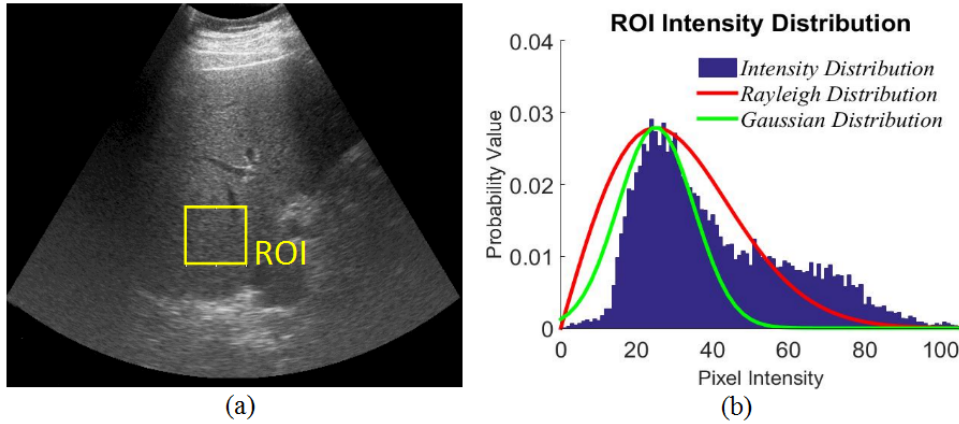 ROI
(a)
ROI Intensity Distribution
Intensity Distribution
Rayleigh Distribution
Gaussian Distribution
Probability Value
0.04
0.03
0.02
0.01
0
0 20 40 60 80 100
Pixel Intensity
(b)